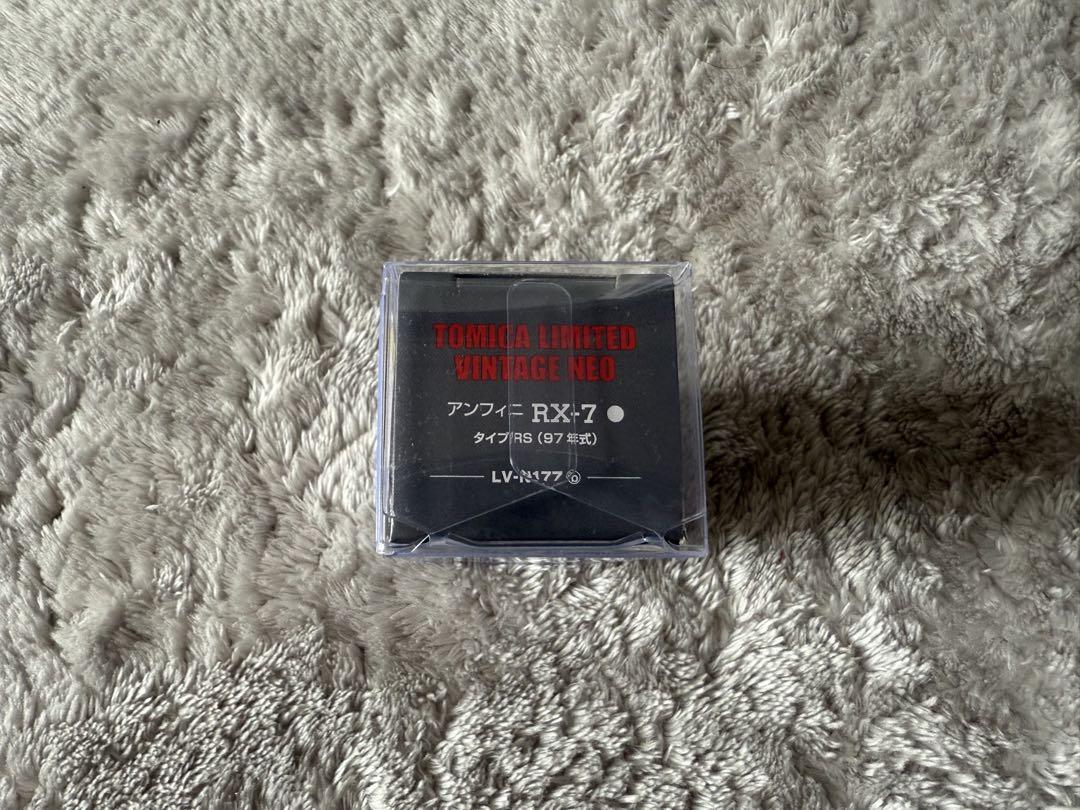 TOMICA LIMITED
VINTAGE NEO
アンフィニ RX-7
タイプRS (97年式)
LV-N177